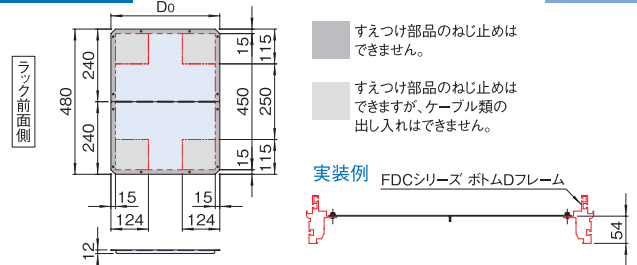 D₀
ラック前面側
480
240
240
15
115
450
250
15
115
15
15
124
124
12
すえつけ部品のねじ止めは
できません。
すえつけ部品のねじ止めは
できますが、ケーブル類の
出し入れはできません。
実装例
FDCシリーズ ボトムDフレーム
54